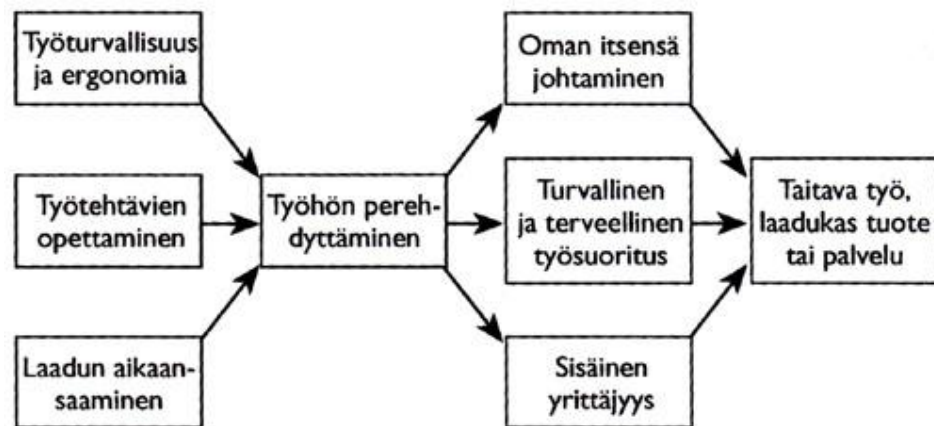 Työturvallisuus
ja ergonomia
Työtehtävien
opettaminen
Laadun aikaan-
saaminen
Työhön pereh-
dyttäminen
Oman itsensä
johtaminen
Turvallinen
ja terveellinen
työsuoritus
Sisäinen
yrittäjyys
Taitava työ,
laadukas tuote
tai palvelu